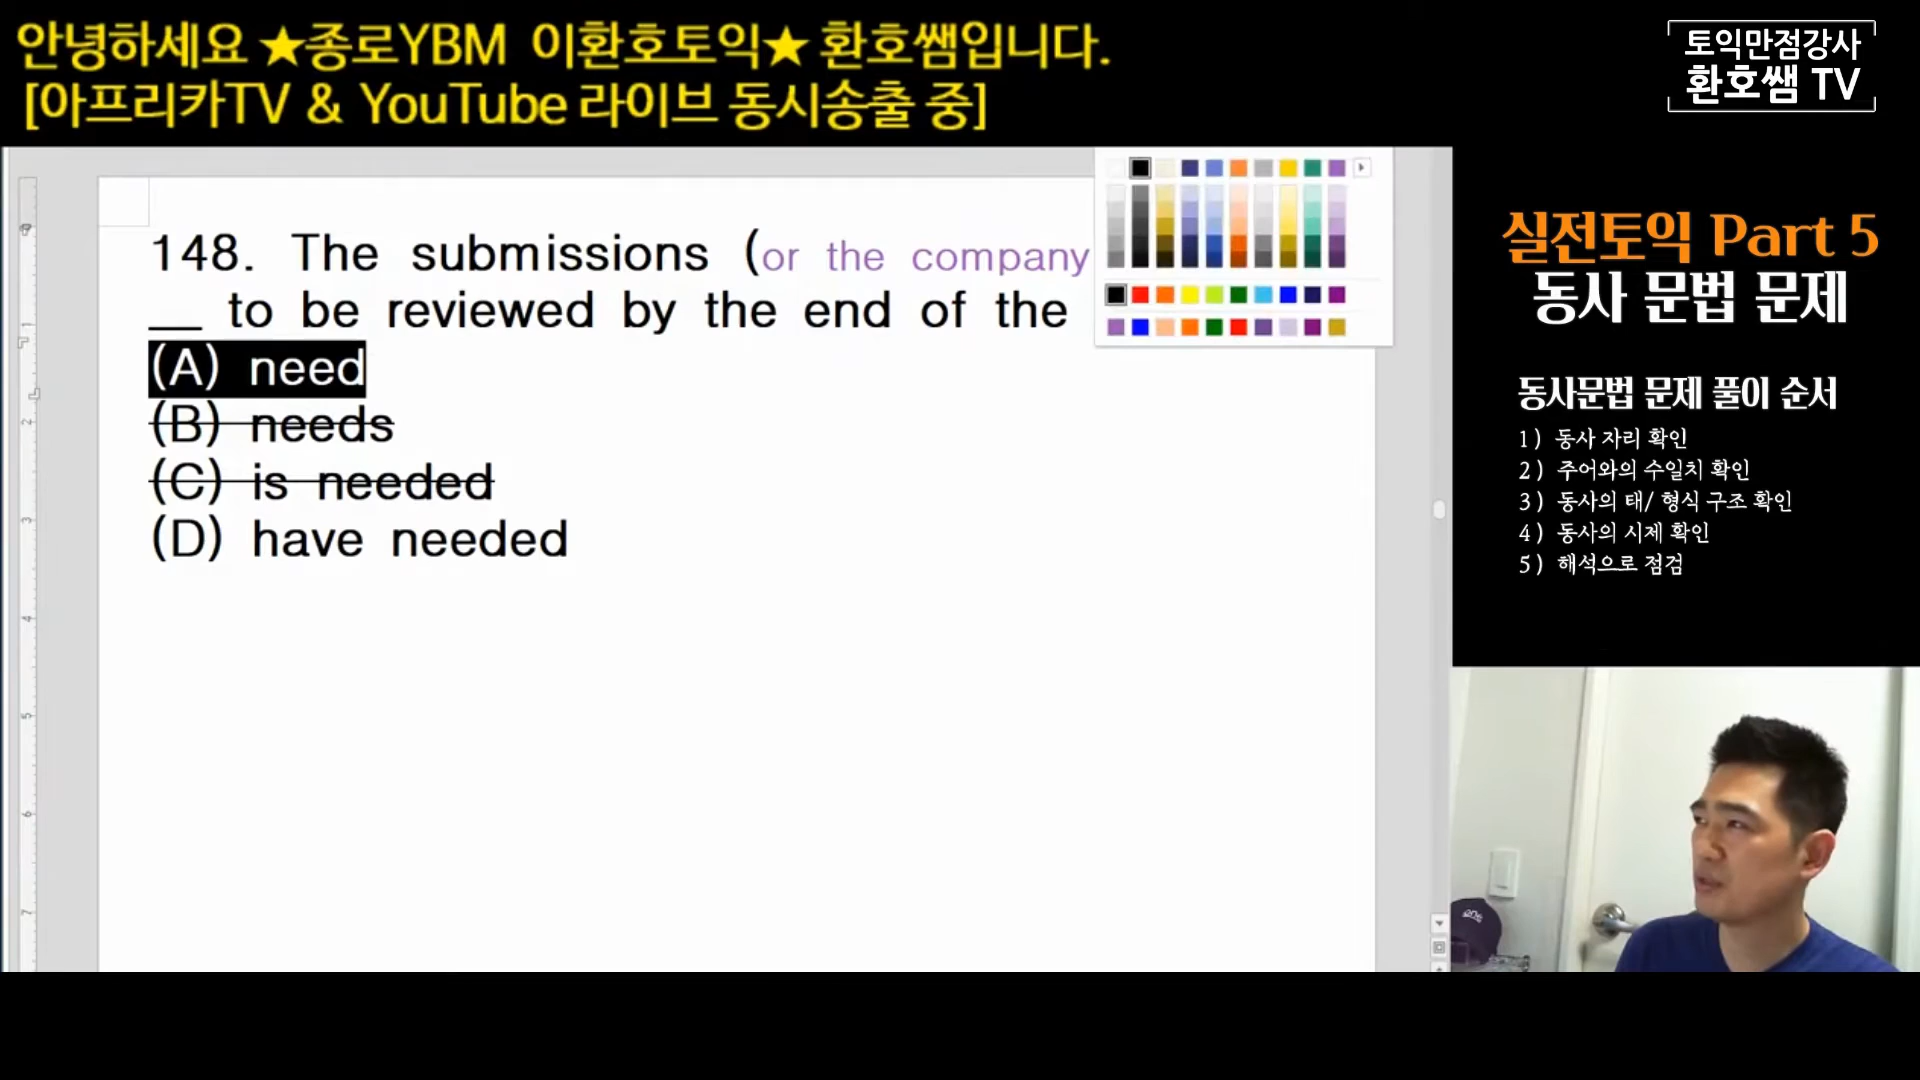 안녕하세요 ★종로YBM 이환호토익★ 환호쌤입니다.
[아프리카TV & YouTube 라이브 동시송출 중]
토익만점강사
환호쌤 TV
148. The submissions (or the company
__ to be reviewed by the end of the
(A) need
(B) needs
(C) is needed
(D) have needed
실전토익 Part 5
동사 문법 문제
동사문법 문제 풀이 순서
1) 동사 자리 확인
2) 주어와의 수일치 확인
3) 동사의 태/ 형식 구조 확인
4) 동사의 시제 확인
5) 해석으로 점검